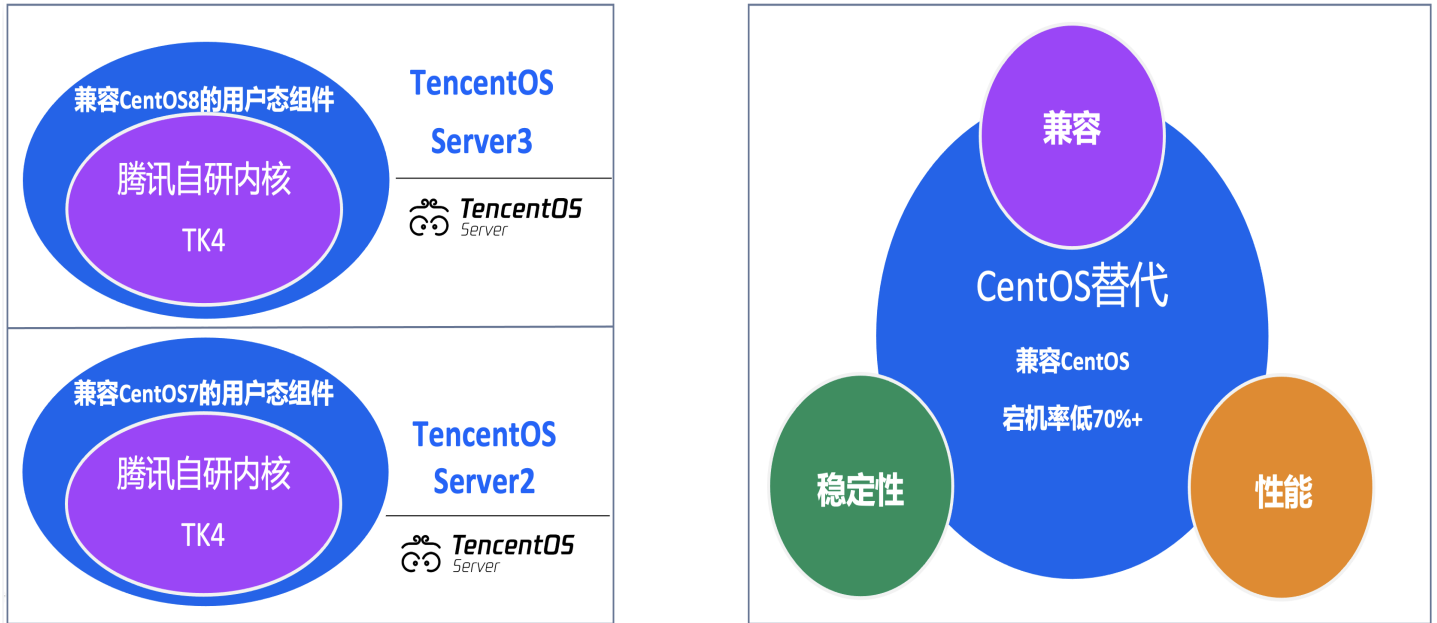 兼容CentOS8的用户态组件
腾讯自研内核
TK4
TencentOS
Server3
TencentOS
Server
兼容CentOS7的用户态组件
腾讯自研内核
TK4
TencentOS
Server2
TencentOS
Server
兼容
CentOS替代
兼容CentOS
宕机率低70%+
稳定性
性能